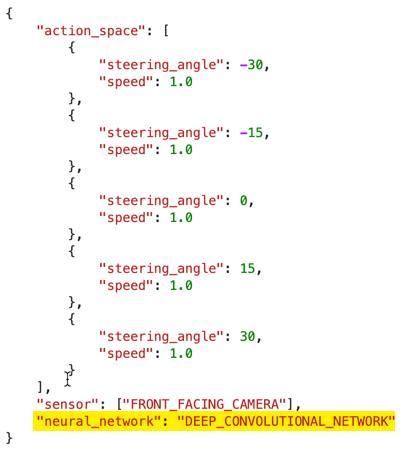 {
"action_space": [
{
"steering_angle": -30,
"speed": 1.0
},
{
"steering_angle": -15,
"speed": 1.0
},
{
"steering_angle": 0,
"speed": 1.0
},
{
"steering_angle": 15,
"speed": 1.0
},
{
"steering_angle": 30,
"speed": 1.0
}
],
"sensor": ["FRONT_FACING_CAMERA"],
"neural_network": "DEEP_CONVOLUTIONAL_NETWORK"
}